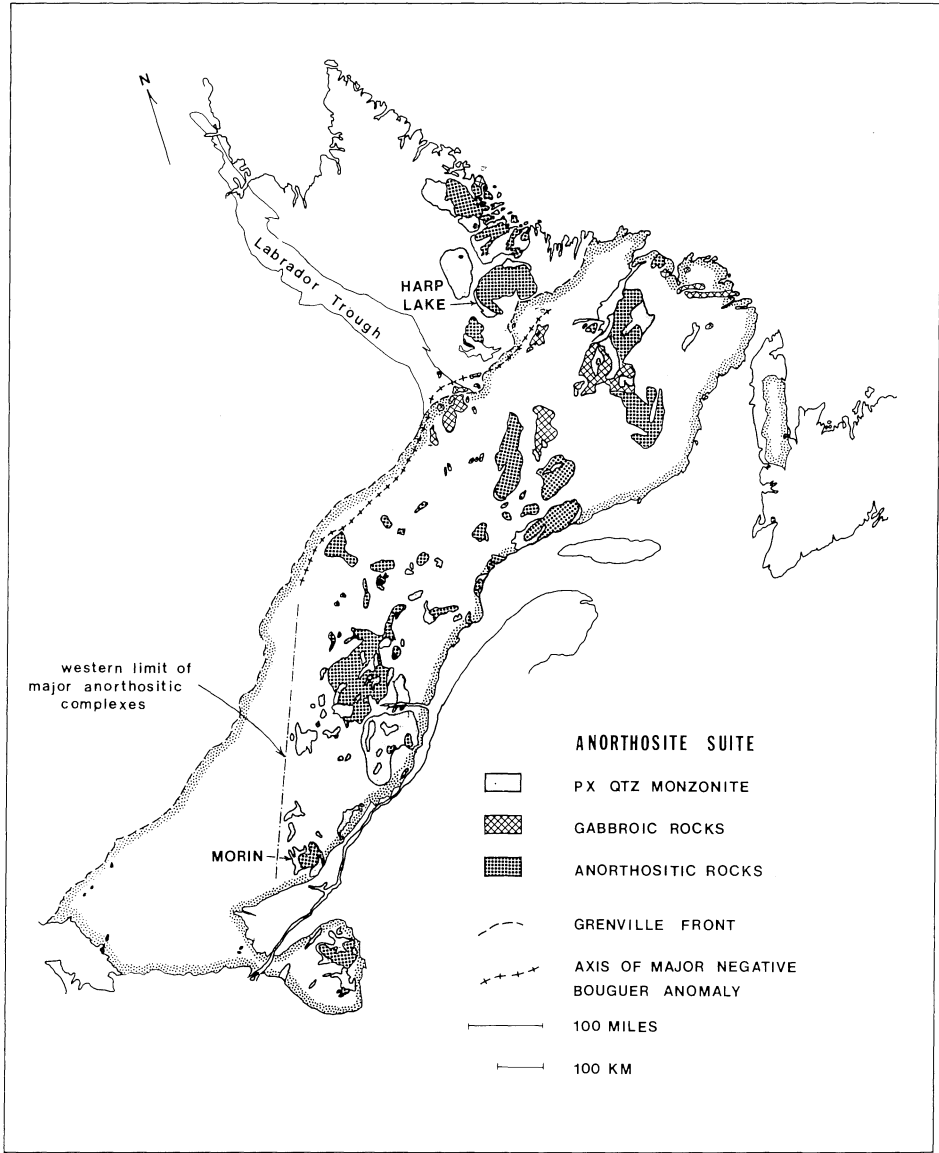 N
Labrador Trough
HARP
LAKE
western limit of
major anorthositic
complexes
MORIN
ANORTHOSITE SUITE
PX QTZ MONZONITE
GABBROIC ROCKS
ANORTHOSITIC ROCKS
GRENVILLE FRONT
AXIS OF MAJOR NEGATIVE
BOUGUER ANOMALY
100 MILES
100 KM